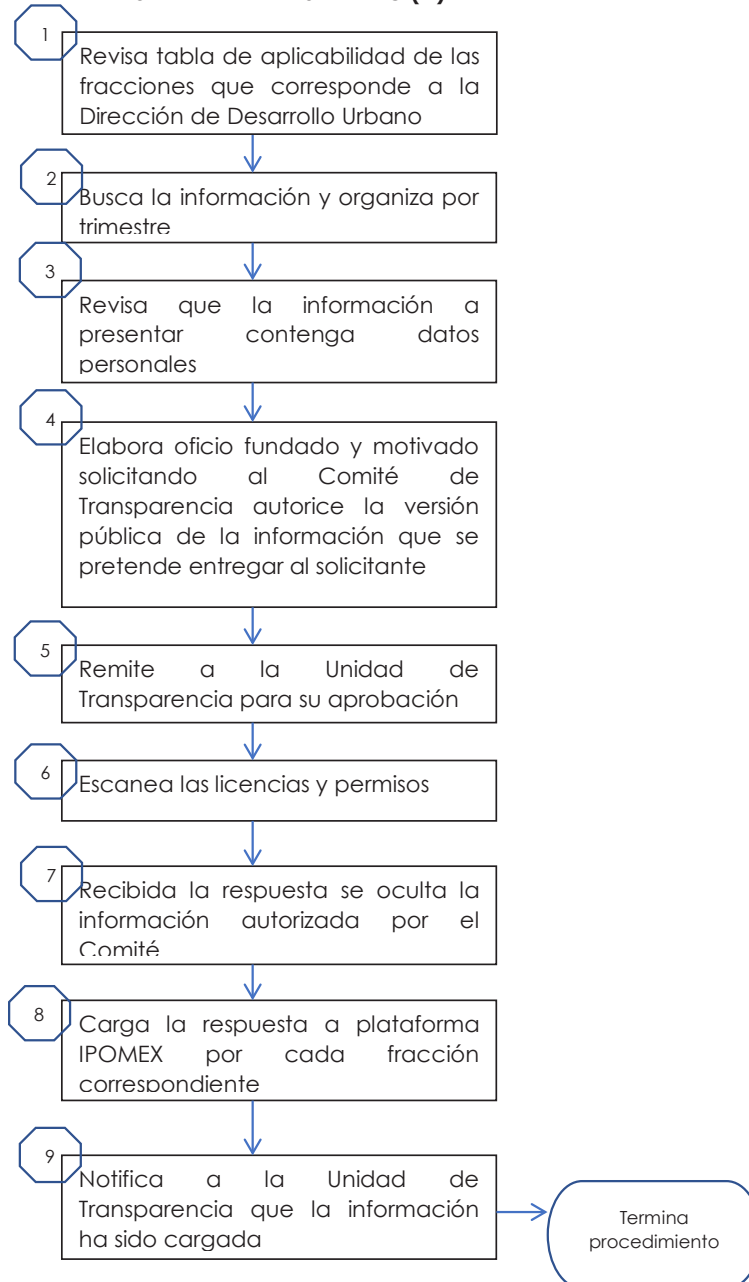 1
Revisa tabla de aplicabilidad de las
fracciones que corresponde a la
Dirección de Desarrollo Urbano
2
Busca la información y organiza por
trimestre
3
Revisa que la información a
presentar contenga datos
personales
4
Elabora oficio fundado y motivado
solicitando al Comité de
Transparencia autorice la versión
pública de la información que se
pretende entregar al solicitante
5
Remite a la Unidad de
Transparencia para su aprobación
6
Escanea las licencias y permisos
7
Recibida la respuesta se oculta la
información autorizada por el
Comité
8
Carga la respuesta a plataforma
IPOMEX por cada fracción
correspondiente
9
Notifica a la Unidad de
Transparencia que la información
ha sido cargada
Termina
procedimiento